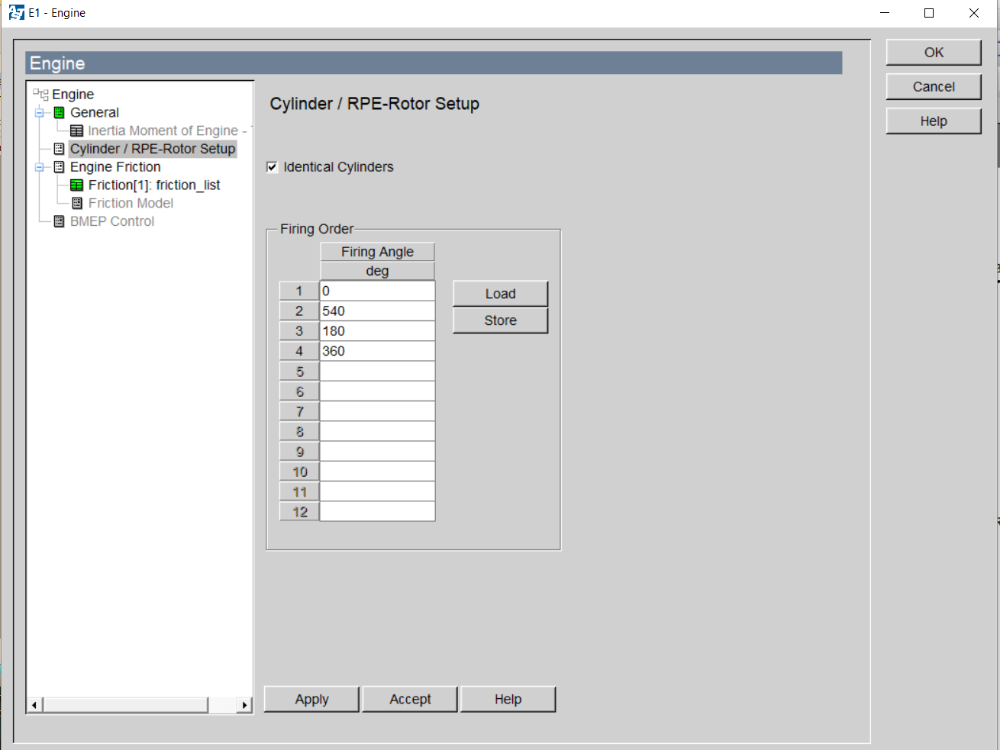 E1 - Engine
Engine
OK
Cancel
Help
Engine
General
Inertia Moment of Engine -
Cylinder / RPE-Rotor Setup
Engine Friction
Friction[1]: friction_list
Friction Model
BMEP Control
Cylinder / RPE-Rotor Setup
Identical Cylinders
Firing Order
Firing Angle
deg
1 0
2 540
3 180
4 360
5
6
7
8
9
10
11
12
Load
Store
Apply Accept Help